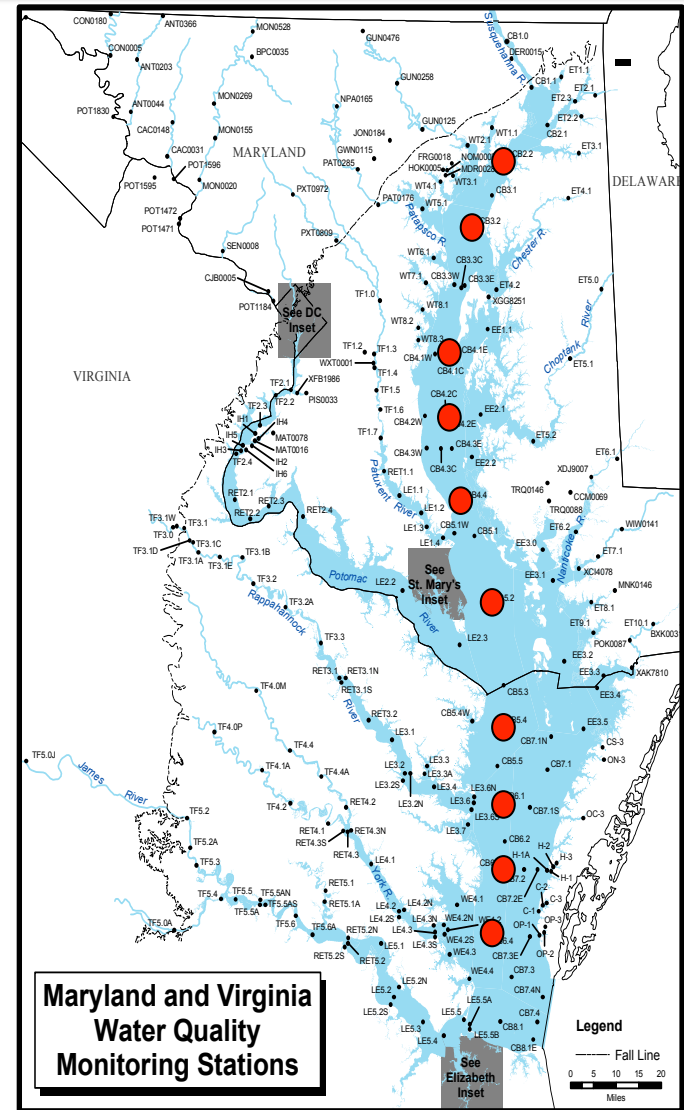 CON0180
ANT0366
MON0528
GUN0476
Susquehanna R.
CB1.0
DER0015
CON0005
ANT0203
BPC0035
GUN0258
CB1.1
ET1.1
ET2.1
ET2.3
POT1830
ANT0044
MON0269
NPA0165
ET2.2
CAC0148
MON0155
JON0184
GUN0125
WT2.1
WT1.1
CB2.1
CAC0031
MARYLAND
GWN0115
FRG0018
CB2.2
ET3.1
POT1596
PAT0285
HOK0005
WT3.1
POT1595
MON0020
PXT0972
WT4.1
CB3.1
ET4.1
DELAWARE
PAT0176
WT5.1
POT1472
POT1471
Patapsco R.
CB3.2
SEN0008
PXT0809
Chester R.
WT6.1
CB3.3C
CJB0005
WT7.1
CB3.3W
CB3.3E
ET4.2
ET5.0
POT1184
See DC
Inset
TF1.0
XGG8251
WT8.1
River
WT8.2
EE1.1
WT8.3
Choptank
TF1.2
TF1.3
CB4.1W
CB4.1E
WXT0001
CB4.1C
ET5.1
VIRGINIA
TF1.4
TF2.1
XFB1986
TF1.5
TF2.2
PIS0033
CB4.2C
TF2.3
TF1.6
EE2.1
IH1
IH4
CB4.2W
4.2E
IH5
MAT0078
TF1.7
ET5.2
IH3
MAT0016
CB4.3W
CB4.3E
ET6.1
TF2.4
IH2
CB4.3C
EE2.2
IH6
RET1.1
XDJ9007
Patuxent River
RET2.1
LE1.1
TRQ0146
CCM0069
RET2.3
CB4.4
TRQ0088
RET2.2
RET2.4
LE1.2
TF3.1W
TF3.1
LE1.3
CB5.1W
CB5.1
ET6.2
WIW0141
TF3.0
TF3.1C
LE1.4
EE3.0
Nanticoke R.
TF3.1D
TF3.1B
ET7.1
TF3.1A
TF3.1E
See
St. Mary's
Inset
EE3.1
XCI4078
TF3.2
Potomac
LE2.2
MNK0146
Rappahannock
TF3.2A
5.2
ET8.1
River
ET9.1
ET10.1
TF3.3
LE2.3
POK0087
EE3.2
RET3.1
RET3.1N
EE3.3
XAK7810
TF4.0M
RET3.1S
CB5.3
EE3.4
River
RET3.2
CB5.4W
5.4
EE3.5
TF4.0P
LE3.1
CB7.1N
CS-3
TF5.0J
TF4.4
LE3.3
CB5.5
ON-3
TF4.1A
LE3.2
LE3.3A
CB7.1
James
River
TF4.4A
LE3.2S
LE3.4
LE3.6N
6.1
TF5.2
TF4.2
RET4.2
LE3.2N
LE3.6
CB7.1S
OC-3
RET4.1
RET4.3N
TF5.2A
RET4.3S
LE3.7
RET4.3
CB6.2
H-2
TF5.3
LE4.1
H-1A
H-3
York R.
CB7.2
H-1
TF5.4
TF5.5
TF5.5AN
RET5.1
CB7.2E
C-2
TF5.5A
TF5.5AS
RET5.1A
LE4.2
LE4.2N
WE4.1
C-3
TF5.6
LE4.2S
C-1
TF5.0A
TF5.6A
RET5.2N
LE4.3N
WE4.2N
OP-1
OP-3
LE4.3
WE4.2S
6.4
RET5.2S
LE5.1
LE4.3S
CB7.3E
OP-2
RET5.2
WE4.3
WE4.4
CB7.3
LE5.2N
CB7.4N
LE5.2
LE5.5A
LE5.2S
LE5.5
CB7.4
LE5.3
CB8.1
LE5.5B
LE5.4
CB8.1E
See
Elizabeth
Inset
Maryland and Virginia
Water Quality
Monitoring Stations
Legend
Fall Line
0 5 10 15 20
Miles